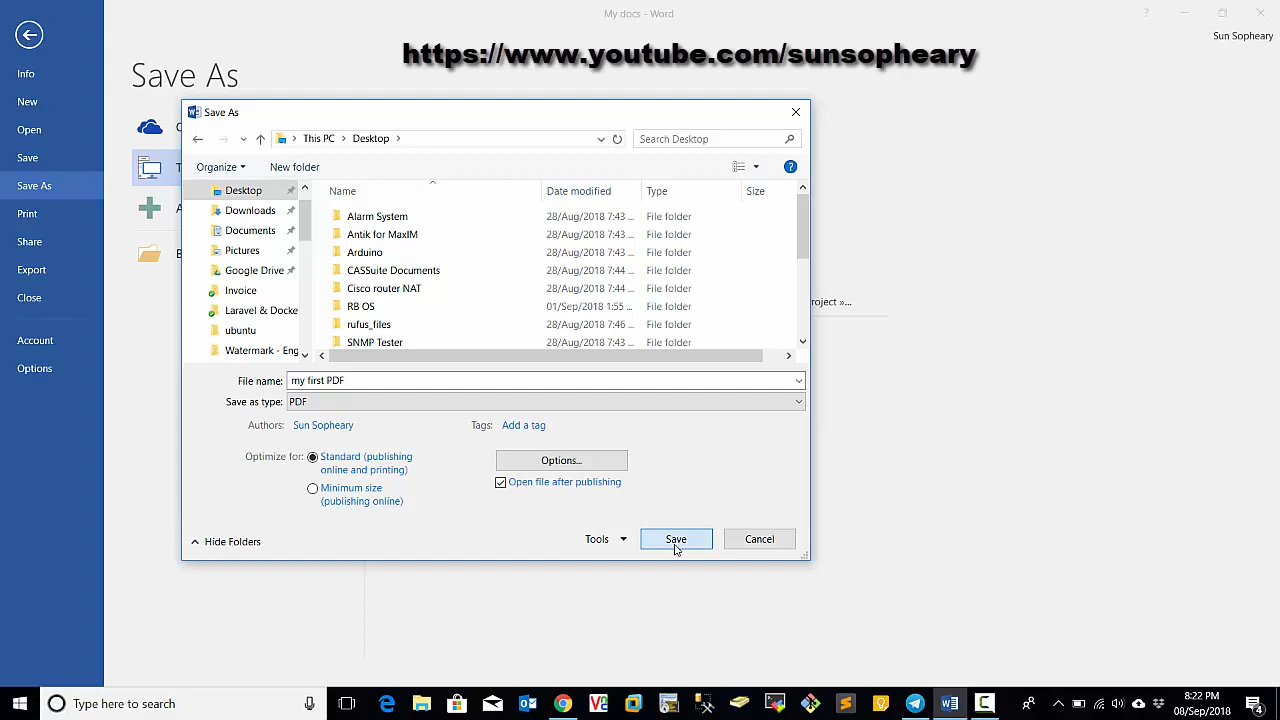 My docs - Word
?
Sun Sopheary
https://www.youtube.com/sunsopheary
Info
New
Open
Save
Save As
Print
Share
Export
Close
Account
Options
Save As
Save As
This PC
Desktop
Search Desktop
Organize
New folder
?
Desktop
Downloads
Documents
Pictures
Google Drive
Invoice
Laravel & Docke
ubuntu
Watermark - Eng
Name
Date modified
Type
Size
Alarm System 28/Aug/2018 7:43 ... File folder
Antik for MaxIM 28/Aug/2018 7:43 ... File folder
Arduino 28/Aug/2018 7:43 ... File folder
CASSuite Documents 28/Aug/2018 7:44 ... File folder
Cisco router NAT 28/Aug/2018 7:44 ... File folder
RB OS 01/Sep/2018 1:55 ... File folder
rufus_files 28/Aug/2018 7:46 ... File folder
SNMP Tester 28/Aug/2018 7:43 ... File folder
roject »...
File name: my first PDF
Save as type: PDF
Authors: Sun Sopheary
Tags: Add a tag
Optimize for: Standard (publishing
online and printing)
Minimum size
(publishing online)
Options...
Open file after publishing
Hide Folders
Tools
Save
Cancel
Type here to search
8:22 PM
08/Sep/2018